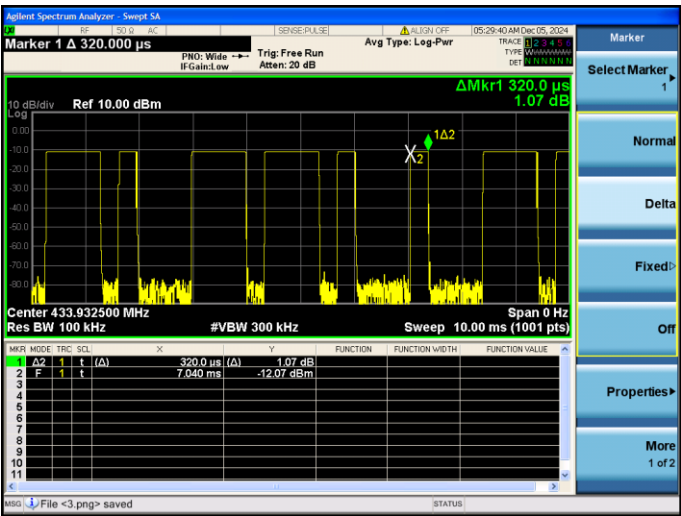 Agilent Spectrum Analyzer - Swept SA
RF 50 Ω AC SENSE:PULSE ALIGN OFF 05:29:40 AM Dec 05, 2024
Marker 1 Δ 320.000 µs
PNO: Wide
IFGain:Low
Trig: Free Run
Atten: 20 dB
Avg Type: Log-Pwr
TRACE 1 2 3 4 5 6
TYPE
DET N N N N N N
ΔMkr1 320.0 µs
1.07 dB
10 dB/div Ref 10.00 dBm
Log
0.00
-10.0
-20.0
-30.0
-40.0
-50.0
-60.0
-70.0
-80.0
1Δ2
X2
Center 433.932500 MHz Span 0 Hz
Res BW 100 kHz #VBW 300 kHz Sweep 10.00 ms (1001 pts)
MKR MODE TRC SCL X Y FUNCTION FUNCTION WIDTH FUNCTION VALUE
1 Δ2 1 t (Δ) 320.0 µs (Δ) 1.07 dB
2 F 1 t 7.040 ms -12.07 dBm
3
4
5
6
7
8
9
10
11
MSG File <3.png> saved STATUS
Marker
Select Marker
1
Normal
Delta
Fixed
Off
Properties
More
1 of 2